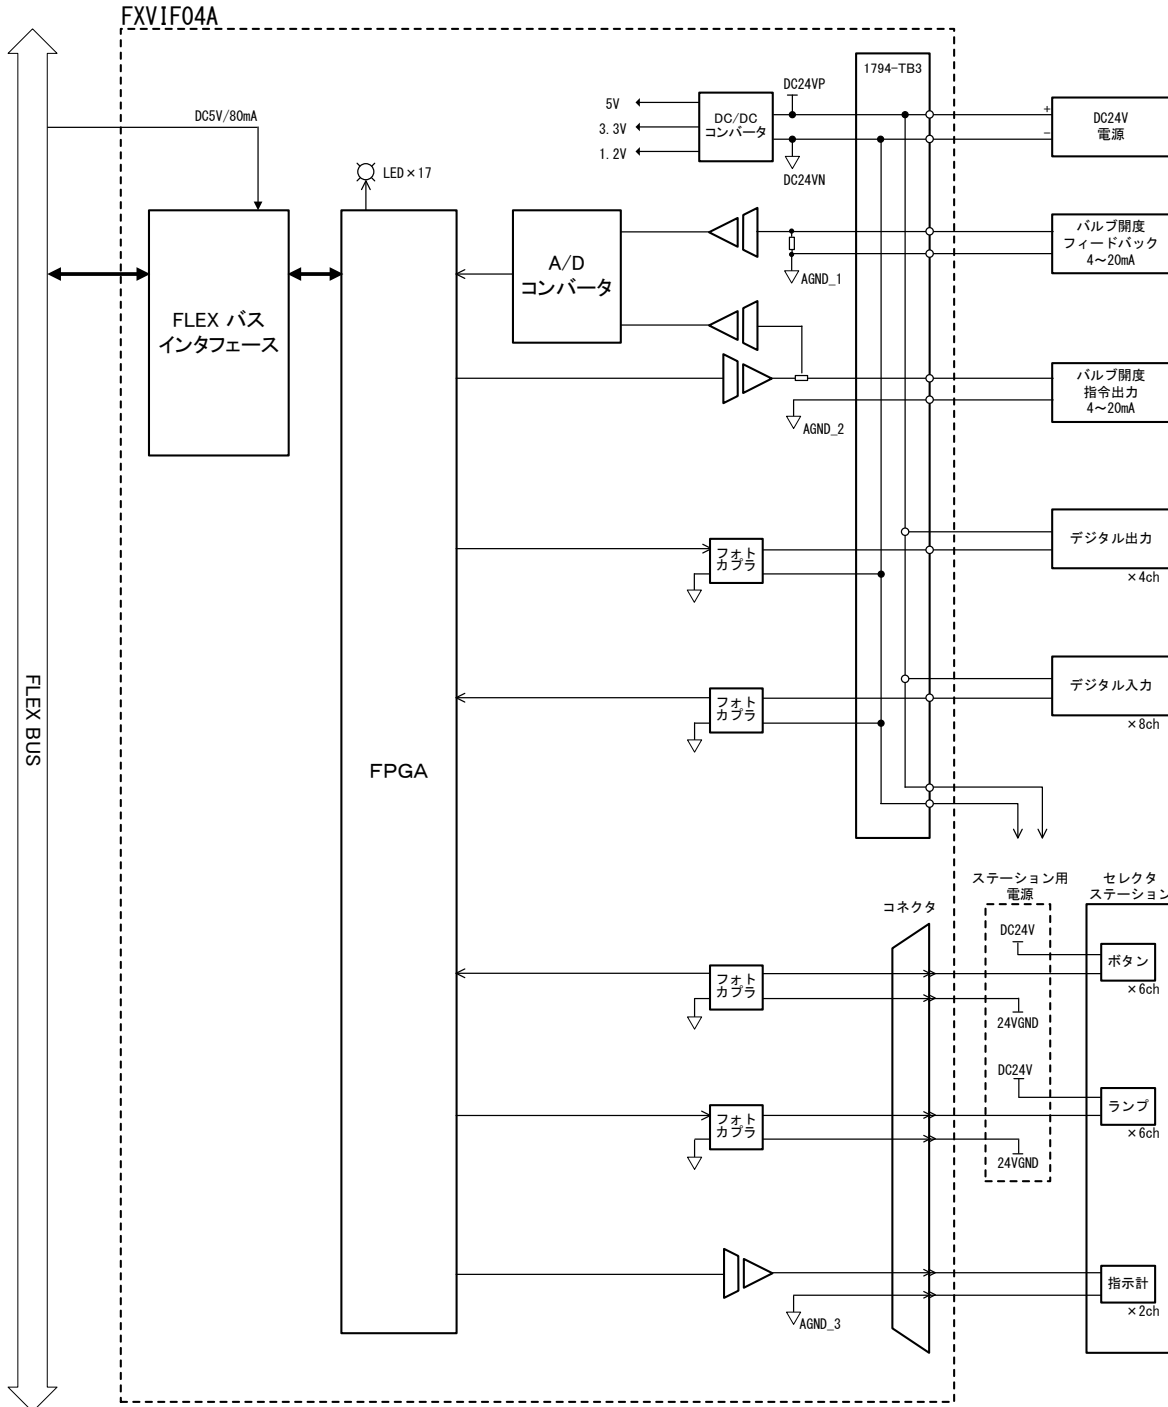 FXVIF04A
1794-TB3
DC24VP
5V
3.3V
1.2V
DC/DC
コンバータ
DC24VN
+
−
DC24V
電源
DC5V/80mA
LED×17
FLEX バス
インタフェース
A/D
コンバータ
AGND_1
バルブ開度
フィードバック
4～20mA
AGND_2
バルブ開度
指令出力
4～20mA
フォト
カプラ
デジタル出力
×4ch
フォト
カプラ
デジタル入力
×8ch
FLEX BUS
FPGA
コネクタ
ステーション用
電源
セレクタ
ステーション
フォト
カプラ
DC24V
24VGND
ボタン
×6ch
フォト
カプラ
DC24V
24VGND
ランプ
×6ch
AGND_3
指示計
×2ch